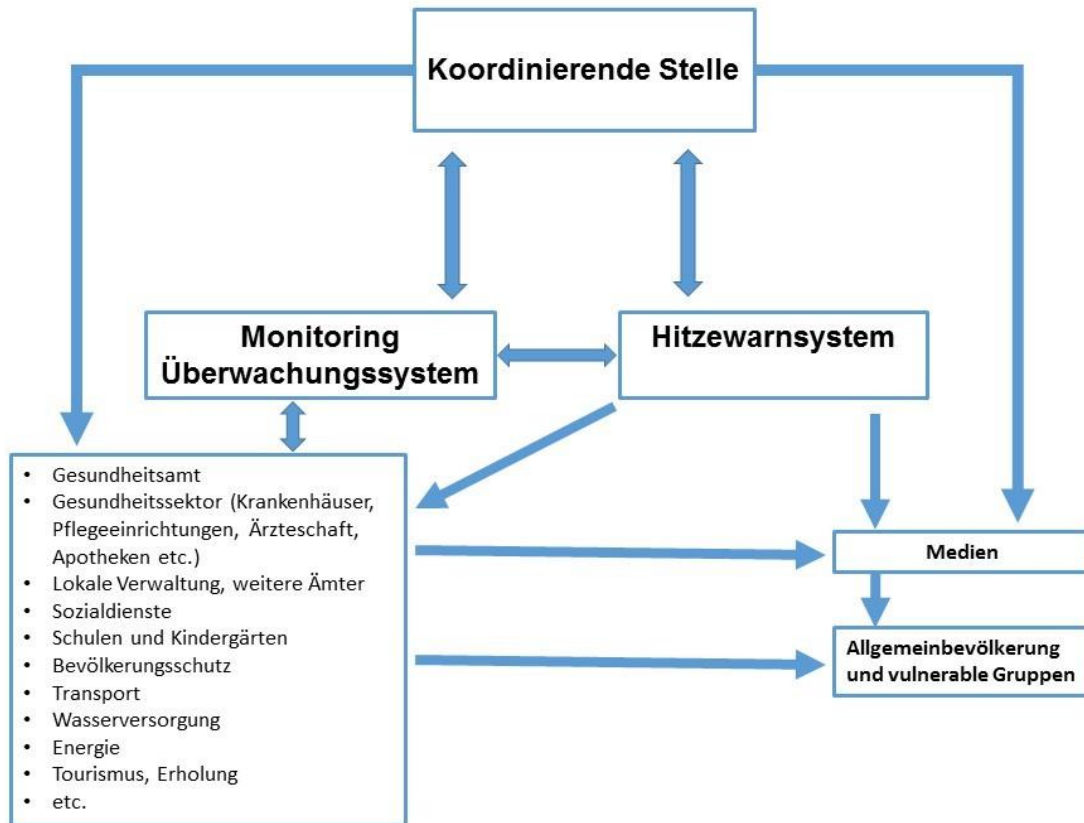 Koordinierende Stelle
Monitoring
Überwachungssystem
Hitzewarnsystem
• Gesundheitsamt
• Gesundheitssektor (Krankenhäuser,
Pflegeeinrichtungen, Ärzteschaft,
Apotheken etc.)
• Lokale Verwaltung, weitere Ämter
• Sozialdienste
• Schulen und Kindergärten
• Bevölkerungsschutz
• Transport
• Wasserversorgung
• Energie
• Tourismus, Erholung
• etc.
Medien
Allgemeinbevölkerung
und vulnerable Gruppen